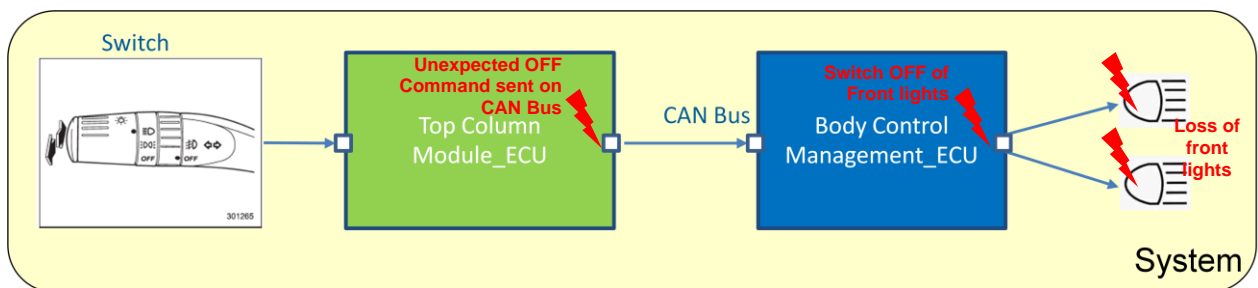 Switch
OFF
OFF
301265
Unexpected OFF
Command sent on
CAN Bus
Top Column
Module_ECU
CAN Bus
Switch OFF of
Front lights
Body Control
Management_ECU
Loss of
front
lights
System